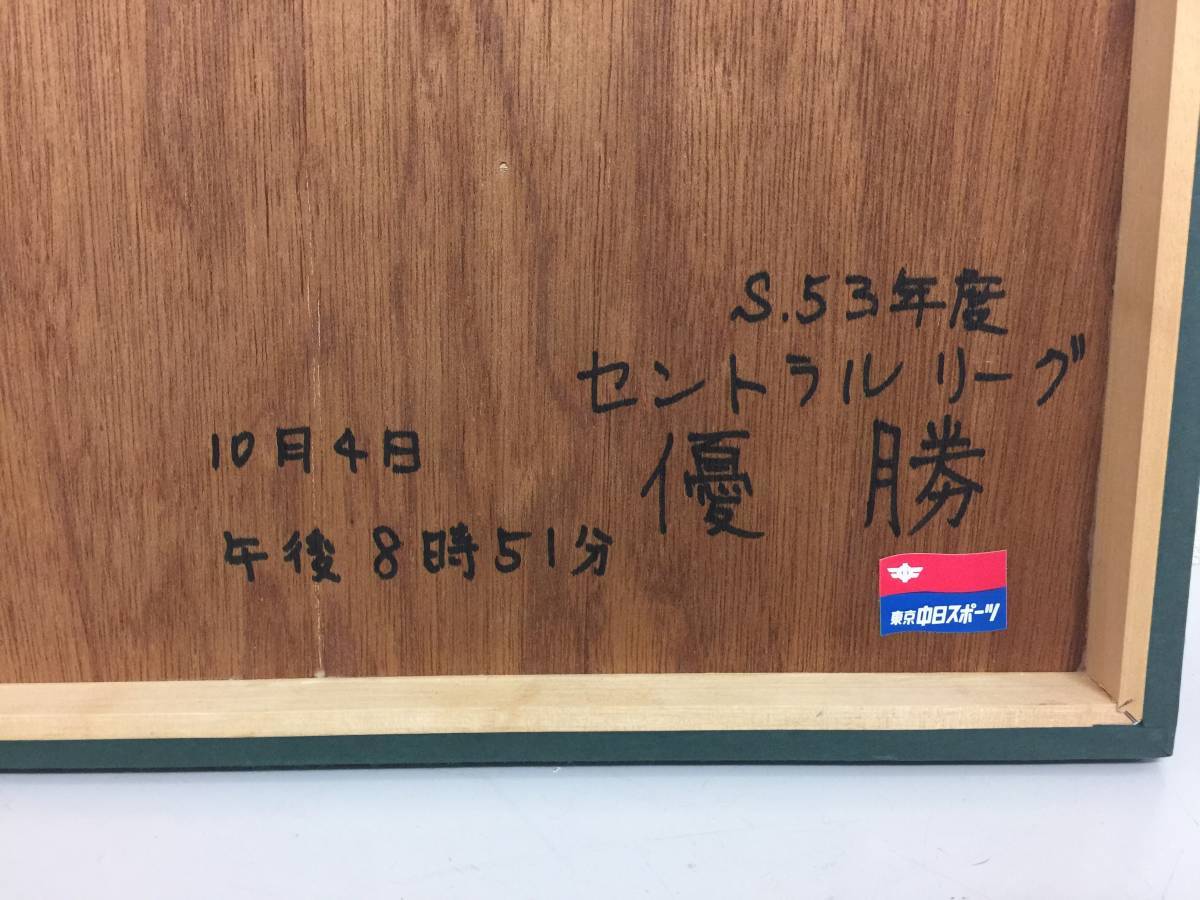 S.53年度
セントラルリーグ
優勝
10月4日
午後8時51分
東京中日スポーツ